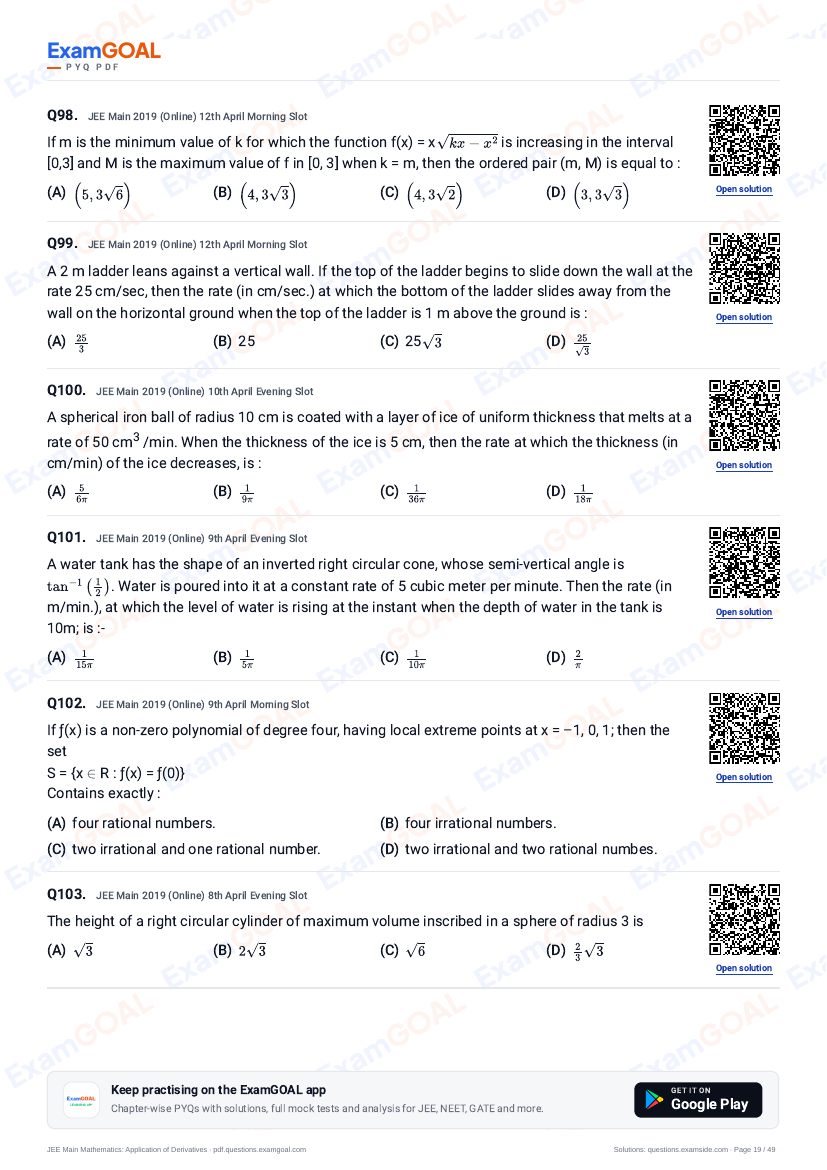 ExamGOAL
PYQ PDF
Q98. JEE Main 2019 (Online) 12th April Morning Slot
If m is the minimum value of k for which the function f(x) = x√(kx − x²) is increasing in the interval
[0,3] and M is the maximum value of f in [0, 3] when k = m, then the ordered pair (m, M) is equal to :
(A) (5, 3√6) (B) (4, 3√3) (C) (4, 3√2) (D) (3, 3√3)
Open solution
Q99. JEE Main 2019 (Online) 12th April Morning Slot
A 2 m ladder leans against a vertical wall. If the top of the ladder begins to slide down the wall at the
rate 25 cm/sec, then the rate (in cm/sec.) at which the bottom of the ladder slides away from the
wall on the horizontal ground when the top of the ladder is 1 m above the ground is :
(A) 25/3 (B) 25 (C) 25√3 (D) 25/√3
Open solution
Q100. JEE Main 2019 (Online) 10th April Evening Slot
A spherical iron ball of radius 10 cm is coated with a layer of ice of uniform thickness that melts at a
rate of 50 cm³ /min. When the thickness of the ice is 5 cm, then the rate at which the thickness (in
cm/min) of the ice decreases, is :
(A) 5/6π (B) 1/9π (C) 1/36π (D) 1/18π
Open solution
Q101. JEE Main 2019 (Online) 9th April Evening Slot
A water tank has the shape of an inverted right circular cone, whose semi-vertical angle is
tan⁻¹ (1/2). Water is poured into it at a constant rate of 5 cubic meter per minute. Then the rate (in
m/min.), at which the level of water is rising at the instant when the depth of water in the tank is
10m; is :-
(A) 1/15π (B) 1/5π (C) 1/10π (D) 2/π
Open solution
Q102. JEE Main 2019 (Online) 9th April Morning Slot
If ƒ(x) is a non-zero polynomial of degree four, having local extreme points at x = –1, 0, 1; then the
set
S = {x ∈ R : ƒ(x) = ƒ(0)}
Contains exactly :
(A) four rational numbers. (B) four irrational numbers.
(C) two irrational and one rational number. (D) two irrational and two rational numbes.
Open solution
Q103. JEE Main 2019 (Online) 8th April Evening Slot
The height of a right circular cylinder of maximum volume inscribed in a sphere of radius 3 is
(A) √3 (B) 2√3 (C) √6 (D) 2/3 √3
Open solution
ExamGOAL
Keep practising on the ExamGOAL app
Chapter-wise PYQs with solutions, full mock tests and analysis for JEE, NEET, GATE and more.
GET IT ON
Google Play
JEE Main Mathematics: Application of Derivatives · pdf.questions.examgoal.com
Solutions: questions.examside.com · Page 19 / 49